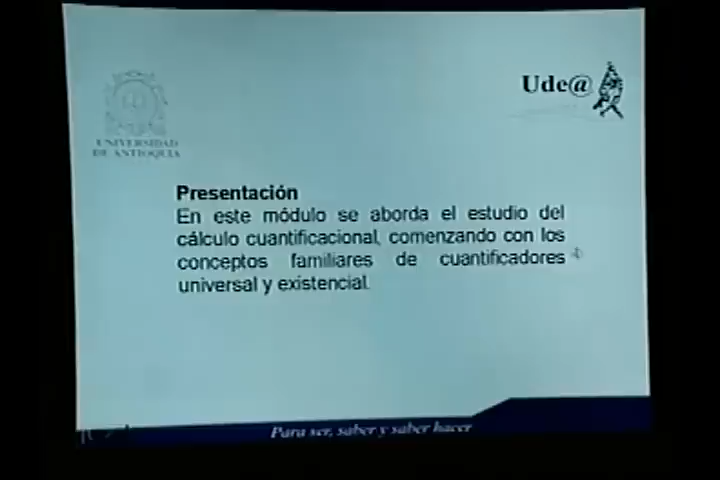 UNIVERSIDAD
DE ANTIOQUIA
Ude@
Presentación
En este módulo se aborda el estudio del
cálculo cuantificacional, comenzando con los
conceptos familiares de cuantificadores
universal y existencial.
Para ser, saber y saber hacer